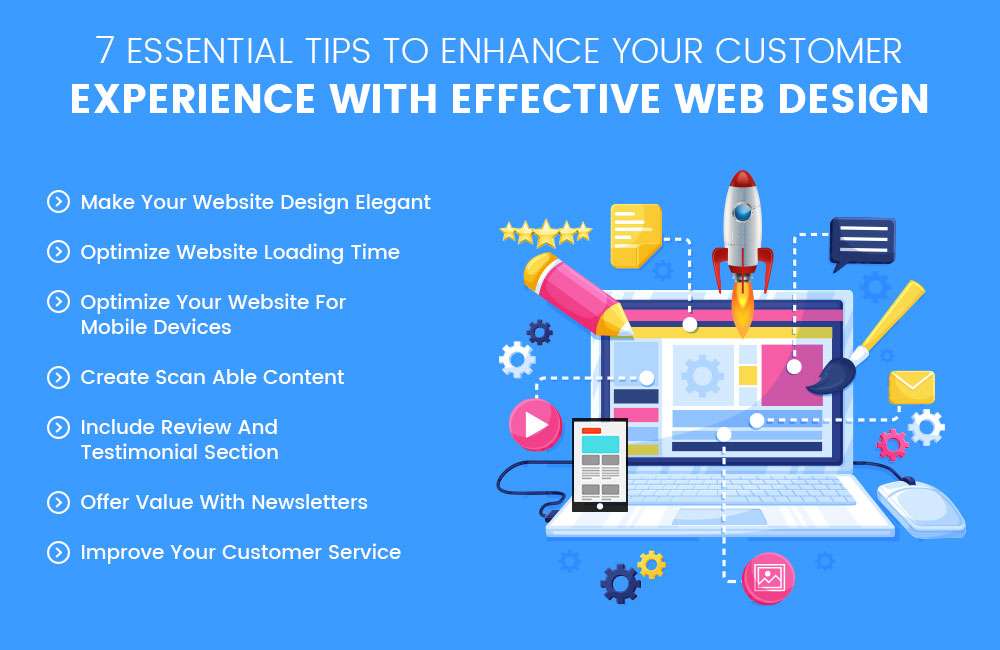 7 ESSENTIAL TIPS TO ENHANCE YOUR CUSTOMER
EXPERIENCE WITH EFFECTIVE WEB DESIGN
Make Your Website Design Elegant
Optimize Website Loading Time
Optimize Your Website For
Mobile Devices
Create Scan Able Content
Include Review And
Testimonial Section
Offer Value With Newsletters
Improve Your Customer Service